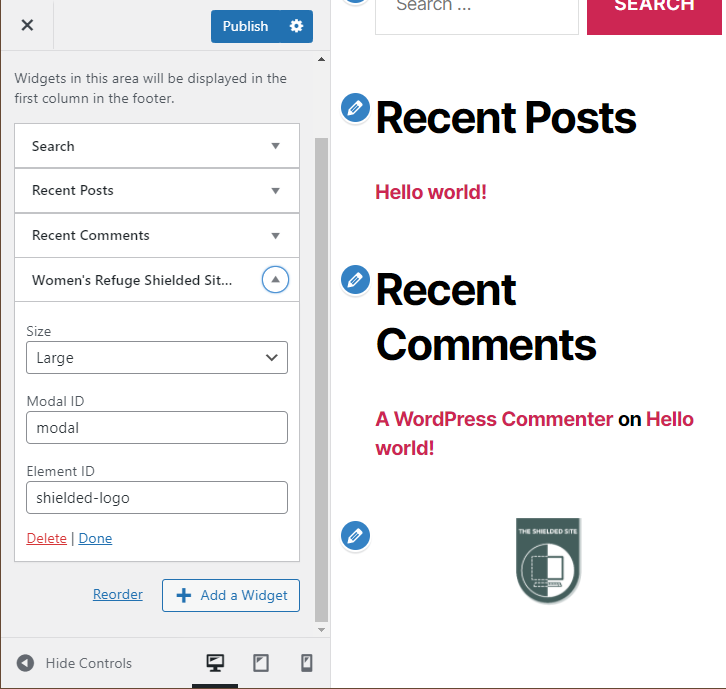 Publish
Widgets in this area will be displayed in the
first column in the footer.
Search
Recent Posts
Recent Comments
Women's Refuge Shielded Sit...
Size
Large
Modal ID
modal
Element ID
shielded-logo
Delete | Done
Reorder
Add a Widget
Hide Controls
Search ...
SEARCH
Recent Posts
Hello world!
Recent
Comments
A WordPress Commenter on Hello
world!
THE SHIELDED SITE